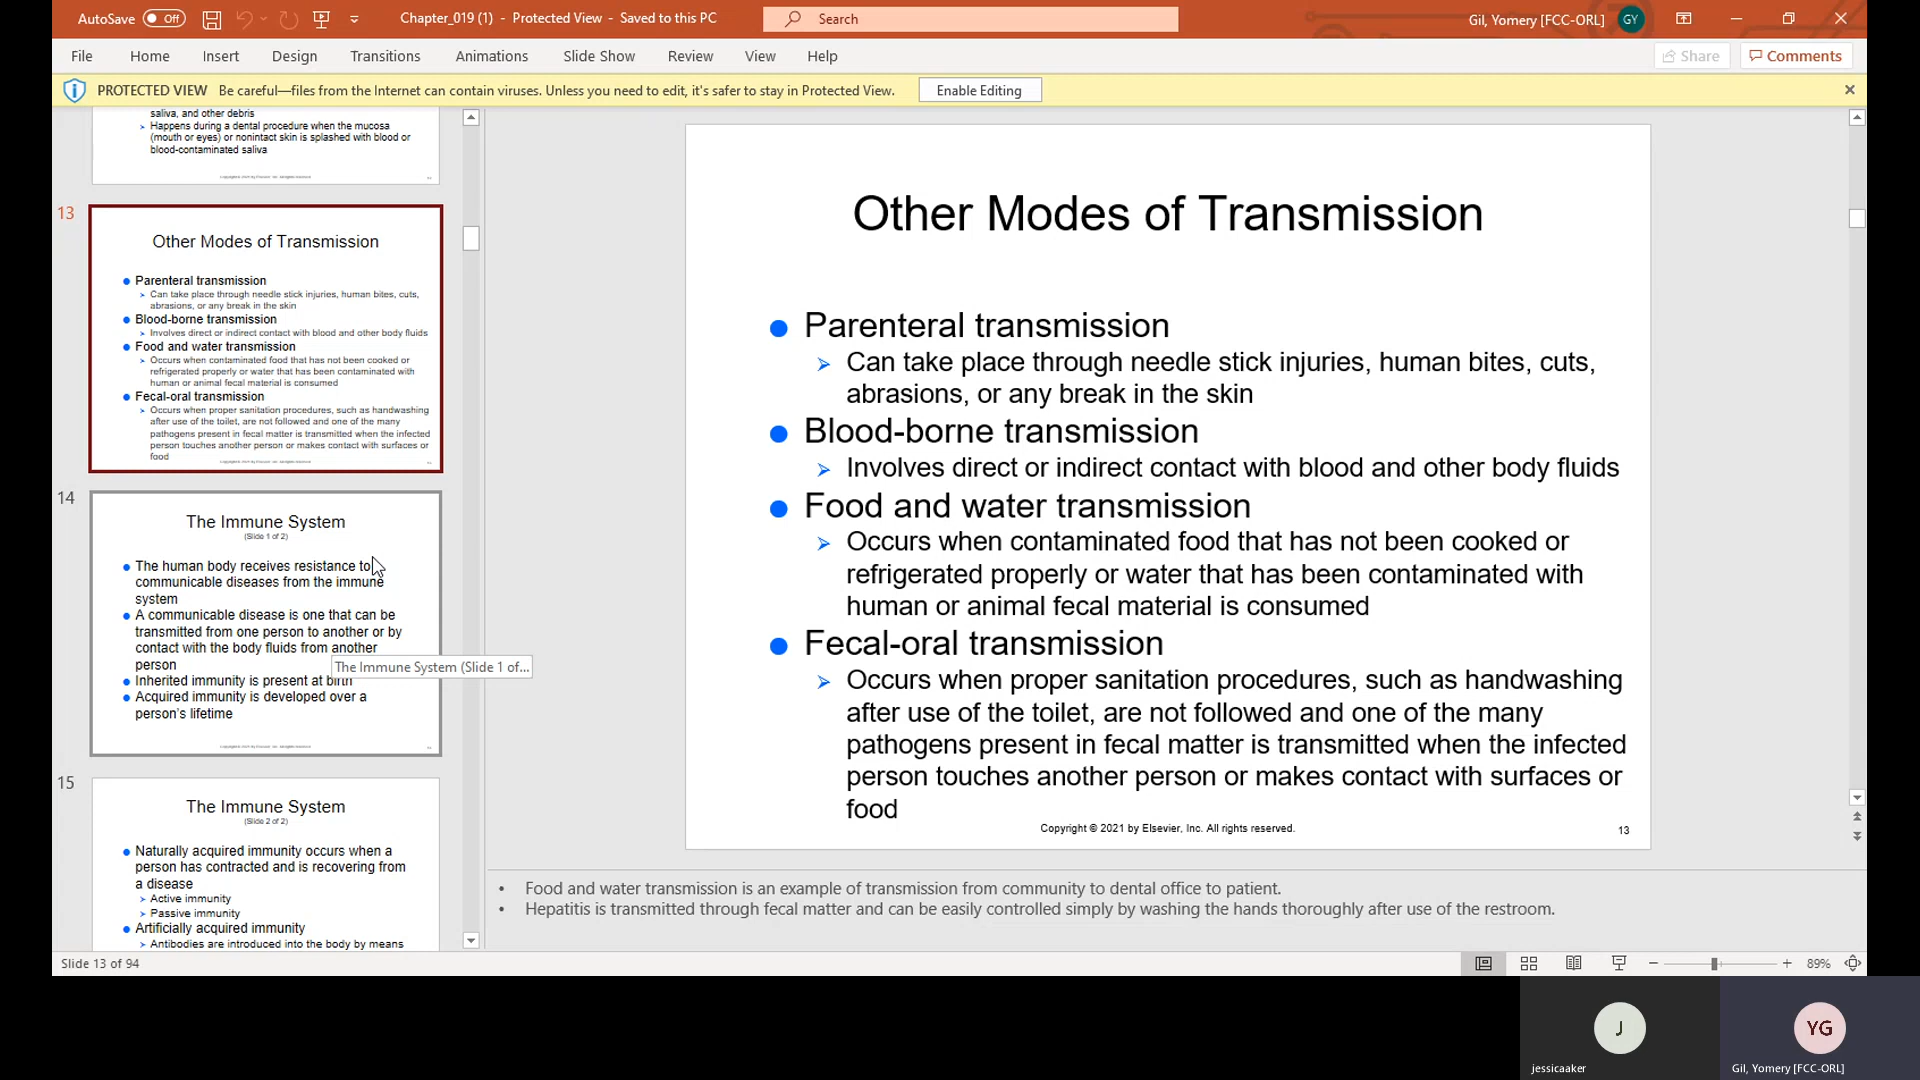 AutoSave Off Chapter_019 (1) - Protected View - Saved to this PC Search Gil, Yomery [FCC-ORL] GY
File Home Insert Design Transitions Animations Slide Show Review View Help Share Comments
PROTECTED VIEW Be careful—files from the Internet can contain viruses. Unless you need to edit, it's safer to stay in Protected View. Enable Editing
saliva, and other debris
Happens during a dental procedure when the mucosa
(mouth or eyes) or nonintact skin is splashed with blood or
blood-contaminated saliva
13
Other Modes of Transmission
Parenteral transmission
Can take place through needle stick injuries, human bites, cuts,
abrasions, or any break in the skin
Blood-borne transmission
Involves direct or indirect contact with blood and other body fluids
Food and water transmission
Occurs when contaminated food that has not been cooked or
refrigerated properly or water that has been contaminated with
human or animal fecal material is consumed
Fecal-oral transmission
Occurs when proper sanitation procedures, such as handwashing
after use of the toilet, are not followed and one of the many
pathogens present in fecal matter is transmitted when the infected
person touches another person or makes contact with surfaces or
food
14
The Immune System
(Slide 1 of 2)
The human body receives resistance to
communicable diseases from the immune
system
A communicable disease is one that can be
transmitted from one person to another or by
contact with the body fluids from another
person
The Immune System (Slide 1 of...
Inherited immunity is present at birth
Acquired immunity is developed over a
person's lifetime
15
The Immune System
(Slide 2 of 2)
Naturally acquired immunity occurs when a
person has contracted and is recovering from
a disease
Active immunity
Passive immunity
Artificially acquired immunity
Antibodies are introduced into the body by means
Other Modes of Transmission
Parenteral transmission
Can take place through needle stick injuries, human bites, cuts,
abrasions, or any break in the skin
Blood-borne transmission
Involves direct or indirect contact with blood and other body fluids
Food and water transmission
Occurs when contaminated food that has not been cooked or
refrigerated properly or water that has been contaminated with
human or animal fecal material is consumed
Fecal-oral transmission
Occurs when proper sanitation procedures, such as handwashing
after use of the toilet, are not followed and one of the many
pathogens present in fecal matter is transmitted when the infected
person touches another person or makes contact with surfaces or
food
Copyright © 2021 by Elsevier, Inc. All rights reserved. 13
• Food and water transmission is an example of transmission from community to dental office to patient.
• Hepatitis is transmitted through fecal matter and can be easily controlled simply by washing the hands thoroughly after use of the restroom.
Slide 13 of 94 89%
J YG
jessicaaker Gil, Yomery [FCC-ORL]